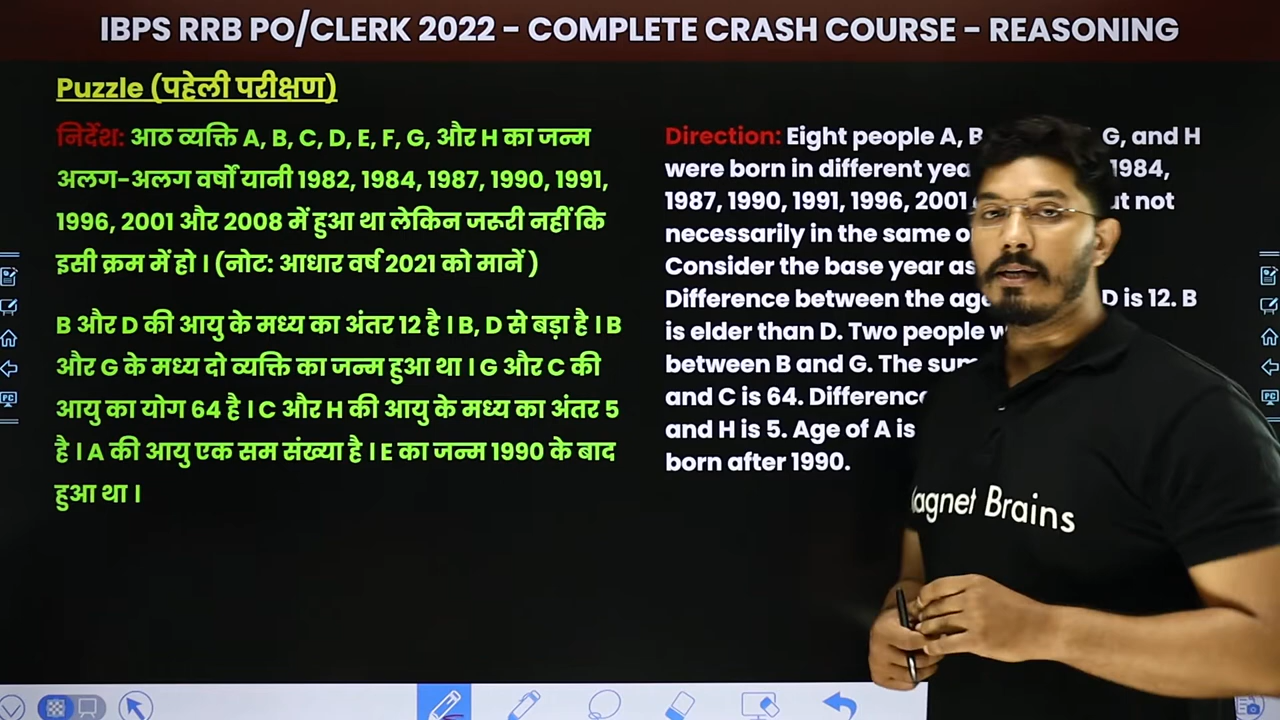 IBPS RRB PO/CLERK 2022 - COMPLETE CRASH COURSE - REASONING
Puzzle (पहेली परीक्षण)
निर्देश: आठ व्यक्ति A, B, C, D, E, F, G, और H का जन्म
अलग-अलग वर्षों यानी 1982, 1984, 1987, 1990, 1991,
1996, 2001 और 2008 में हुआ था लेकिन जरूरी नहीं कि
इसी क्रम में हो । (नोट: आधार वर्ष 2021 को मानें )
B और D की आयु के मध्य का अंतर 12 है । B, D से बड़ा है । B
और G के मध्य दो व्यक्ति का जन्म हुआ था । G और C की
आयु का योग 64 है । C और H की आयु के मध्य का अंतर 5
है । A की आयु एक सम संख्या है । E का जन्म 1990 के बाद
हुआ था ।
Direction: Eight people A, B G, and H
were born in different 1984,
1987, 1990, 1991, 1996, 2001 not
necessarily in the same
Consider the base year as
Difference between the D is 12. B
is elder than D. Two people
between B and G. The
and C is 64.
and H is 5. Age of A is
born after 1990.
agnet Brains
PC
PC